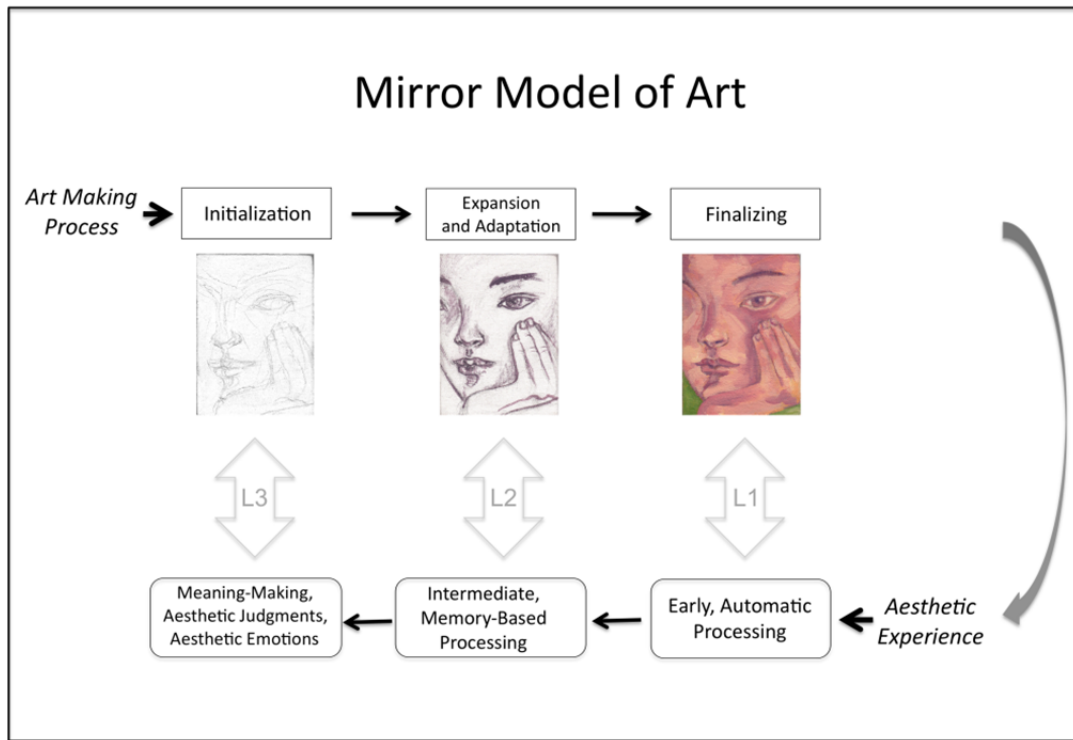 Mirror Model of Art
Art Making
Process
Initialization
Expansion
and Adaptation
Finalizing
L3
L2
L1
Meaning-Making,
Aesthetic Judgments,
Aesthetic Emotions
Intermediate,
Memory-Based
Processing
Early, Automatic
Processing
Aesthetic
Experience